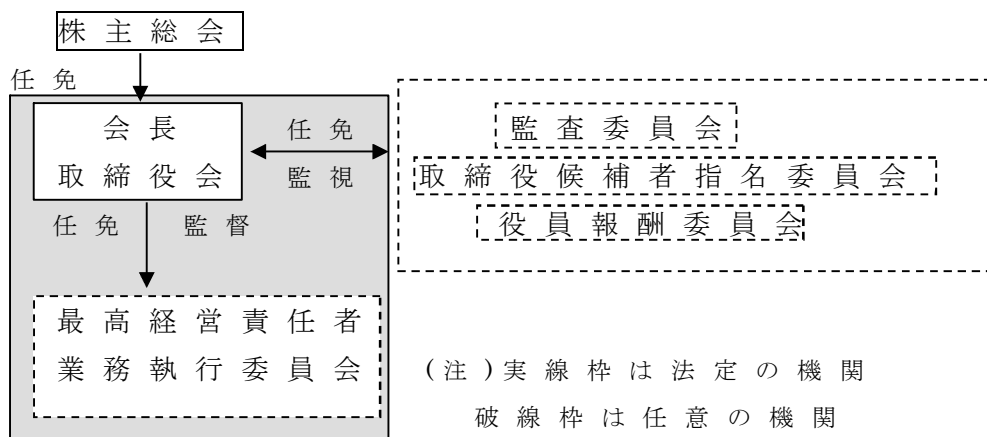 株主総会
任免
会長
取締役会
任免
監視
監査委員会
取締役候補者指名委員会
役員報酬委員会
任免 監督
最高経営責任者
業務執行委員会
(注)実線枠は法定の機関
破線枠は任意の機関